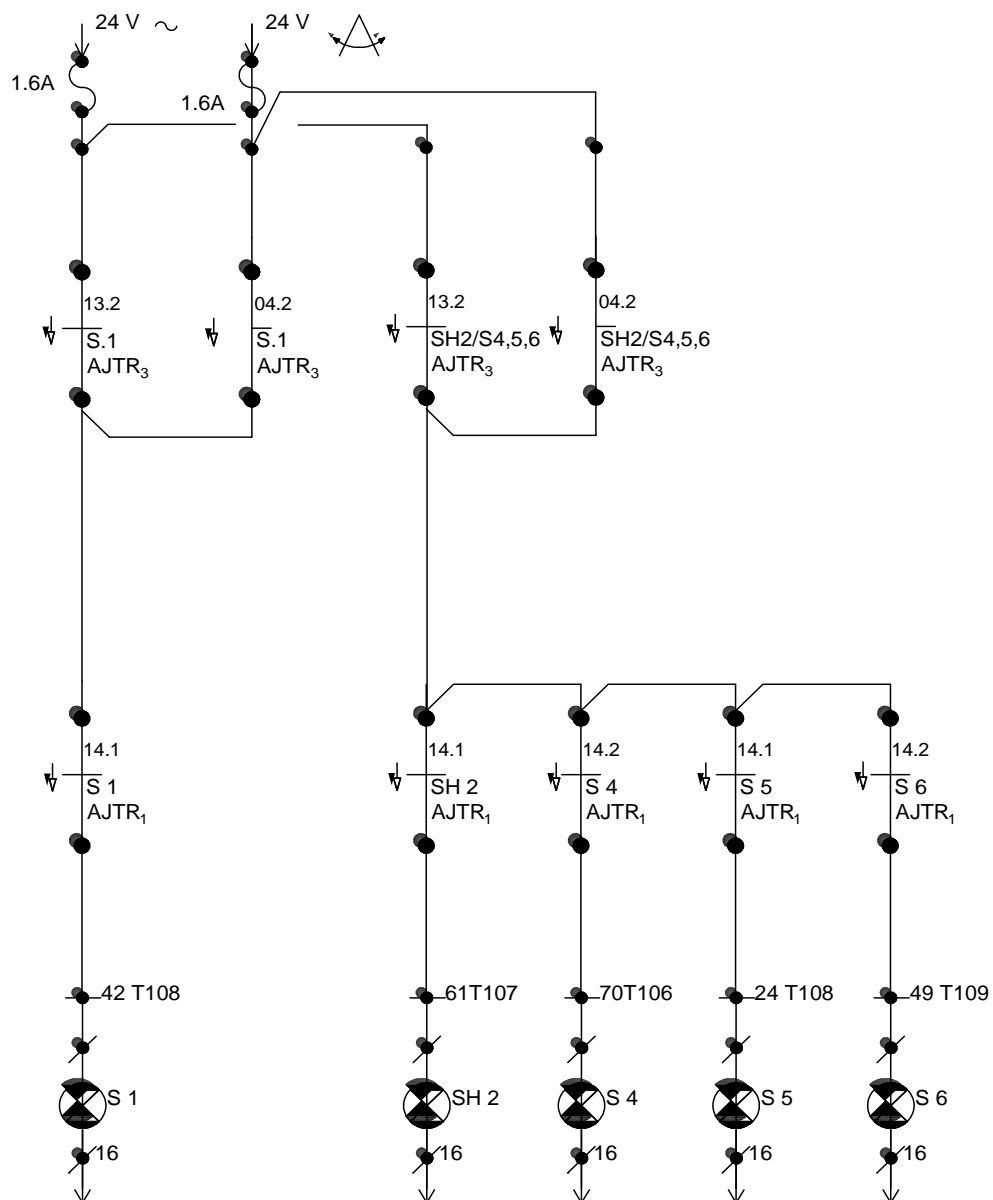 24 V
24 V
1.6A
1.6A
13.2
04.2
13.2
04.2
S.1
S.1
SH2/S4,5,6
SH2/S4,5,6
AJTR₃
AJTR₃
AJTR₃
AJTR₃
14.1
14.1
14.2
14.1
14.2
S 1
SH 2
S 4
S 5
S 6
AJTR₁
AJTR₁
AJTR₁
AJTR₁
AJTR₁
42 T108
61T107
70T106
24 T108
49 T109
S 1
SH 2
S 4
S 5
S 6
16
16
16
16
16